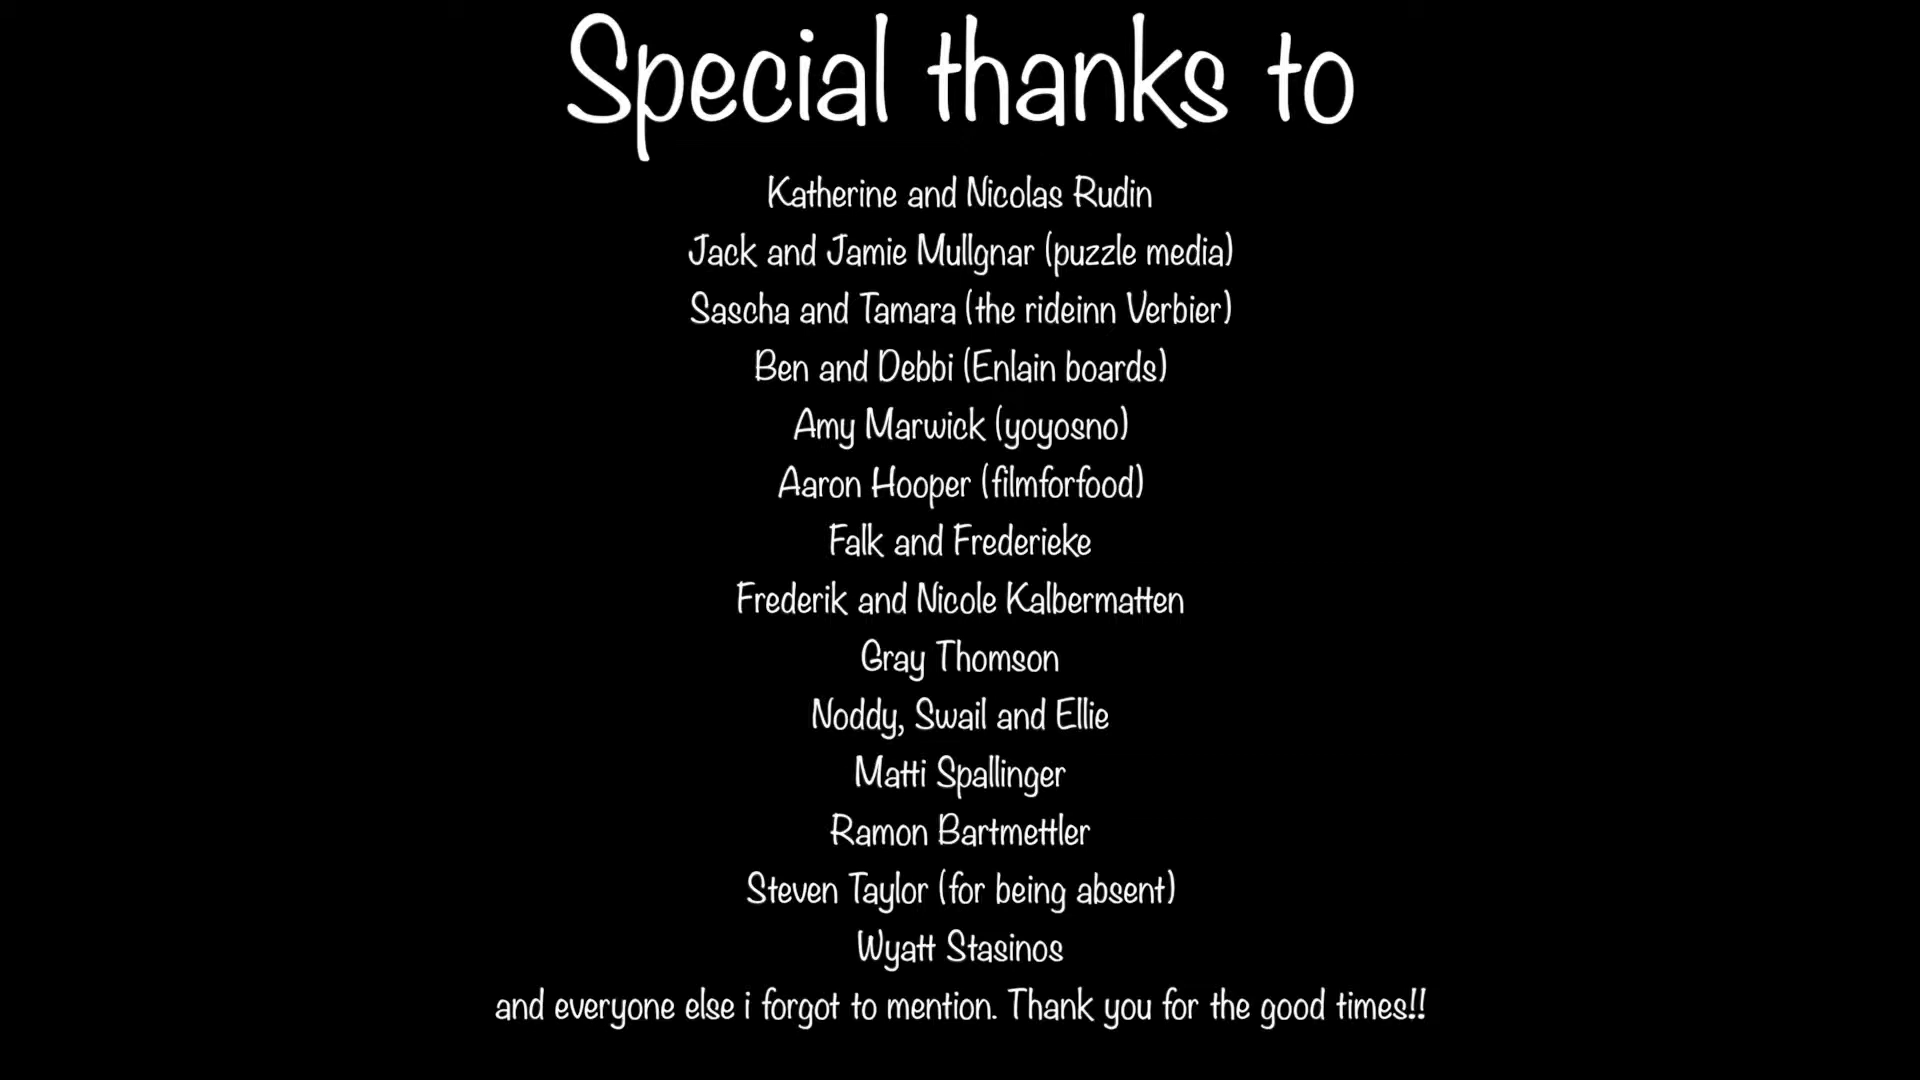 Special thanks to
Katherine and Nicolas Rudin
Jack and Jamie Mullgnar (puzzle media)
Sascha and Tamara (the rideinn Verbier)
Ben and Debbi (Enlain boards)
Amy Marwick (yoyosno)
Aaron Hooper (filmforfood)
Falk and Frederieke
Frederik and Nicole Kalbermatten
Gray Thomson
Noddy, Swail and Ellie
Matti Spallinger
Ramon Bartmettler
Steven Taylor (for being absent)
Wyatt Stasinos
and everyone else i forgot to mention. Thank you for the good times!!